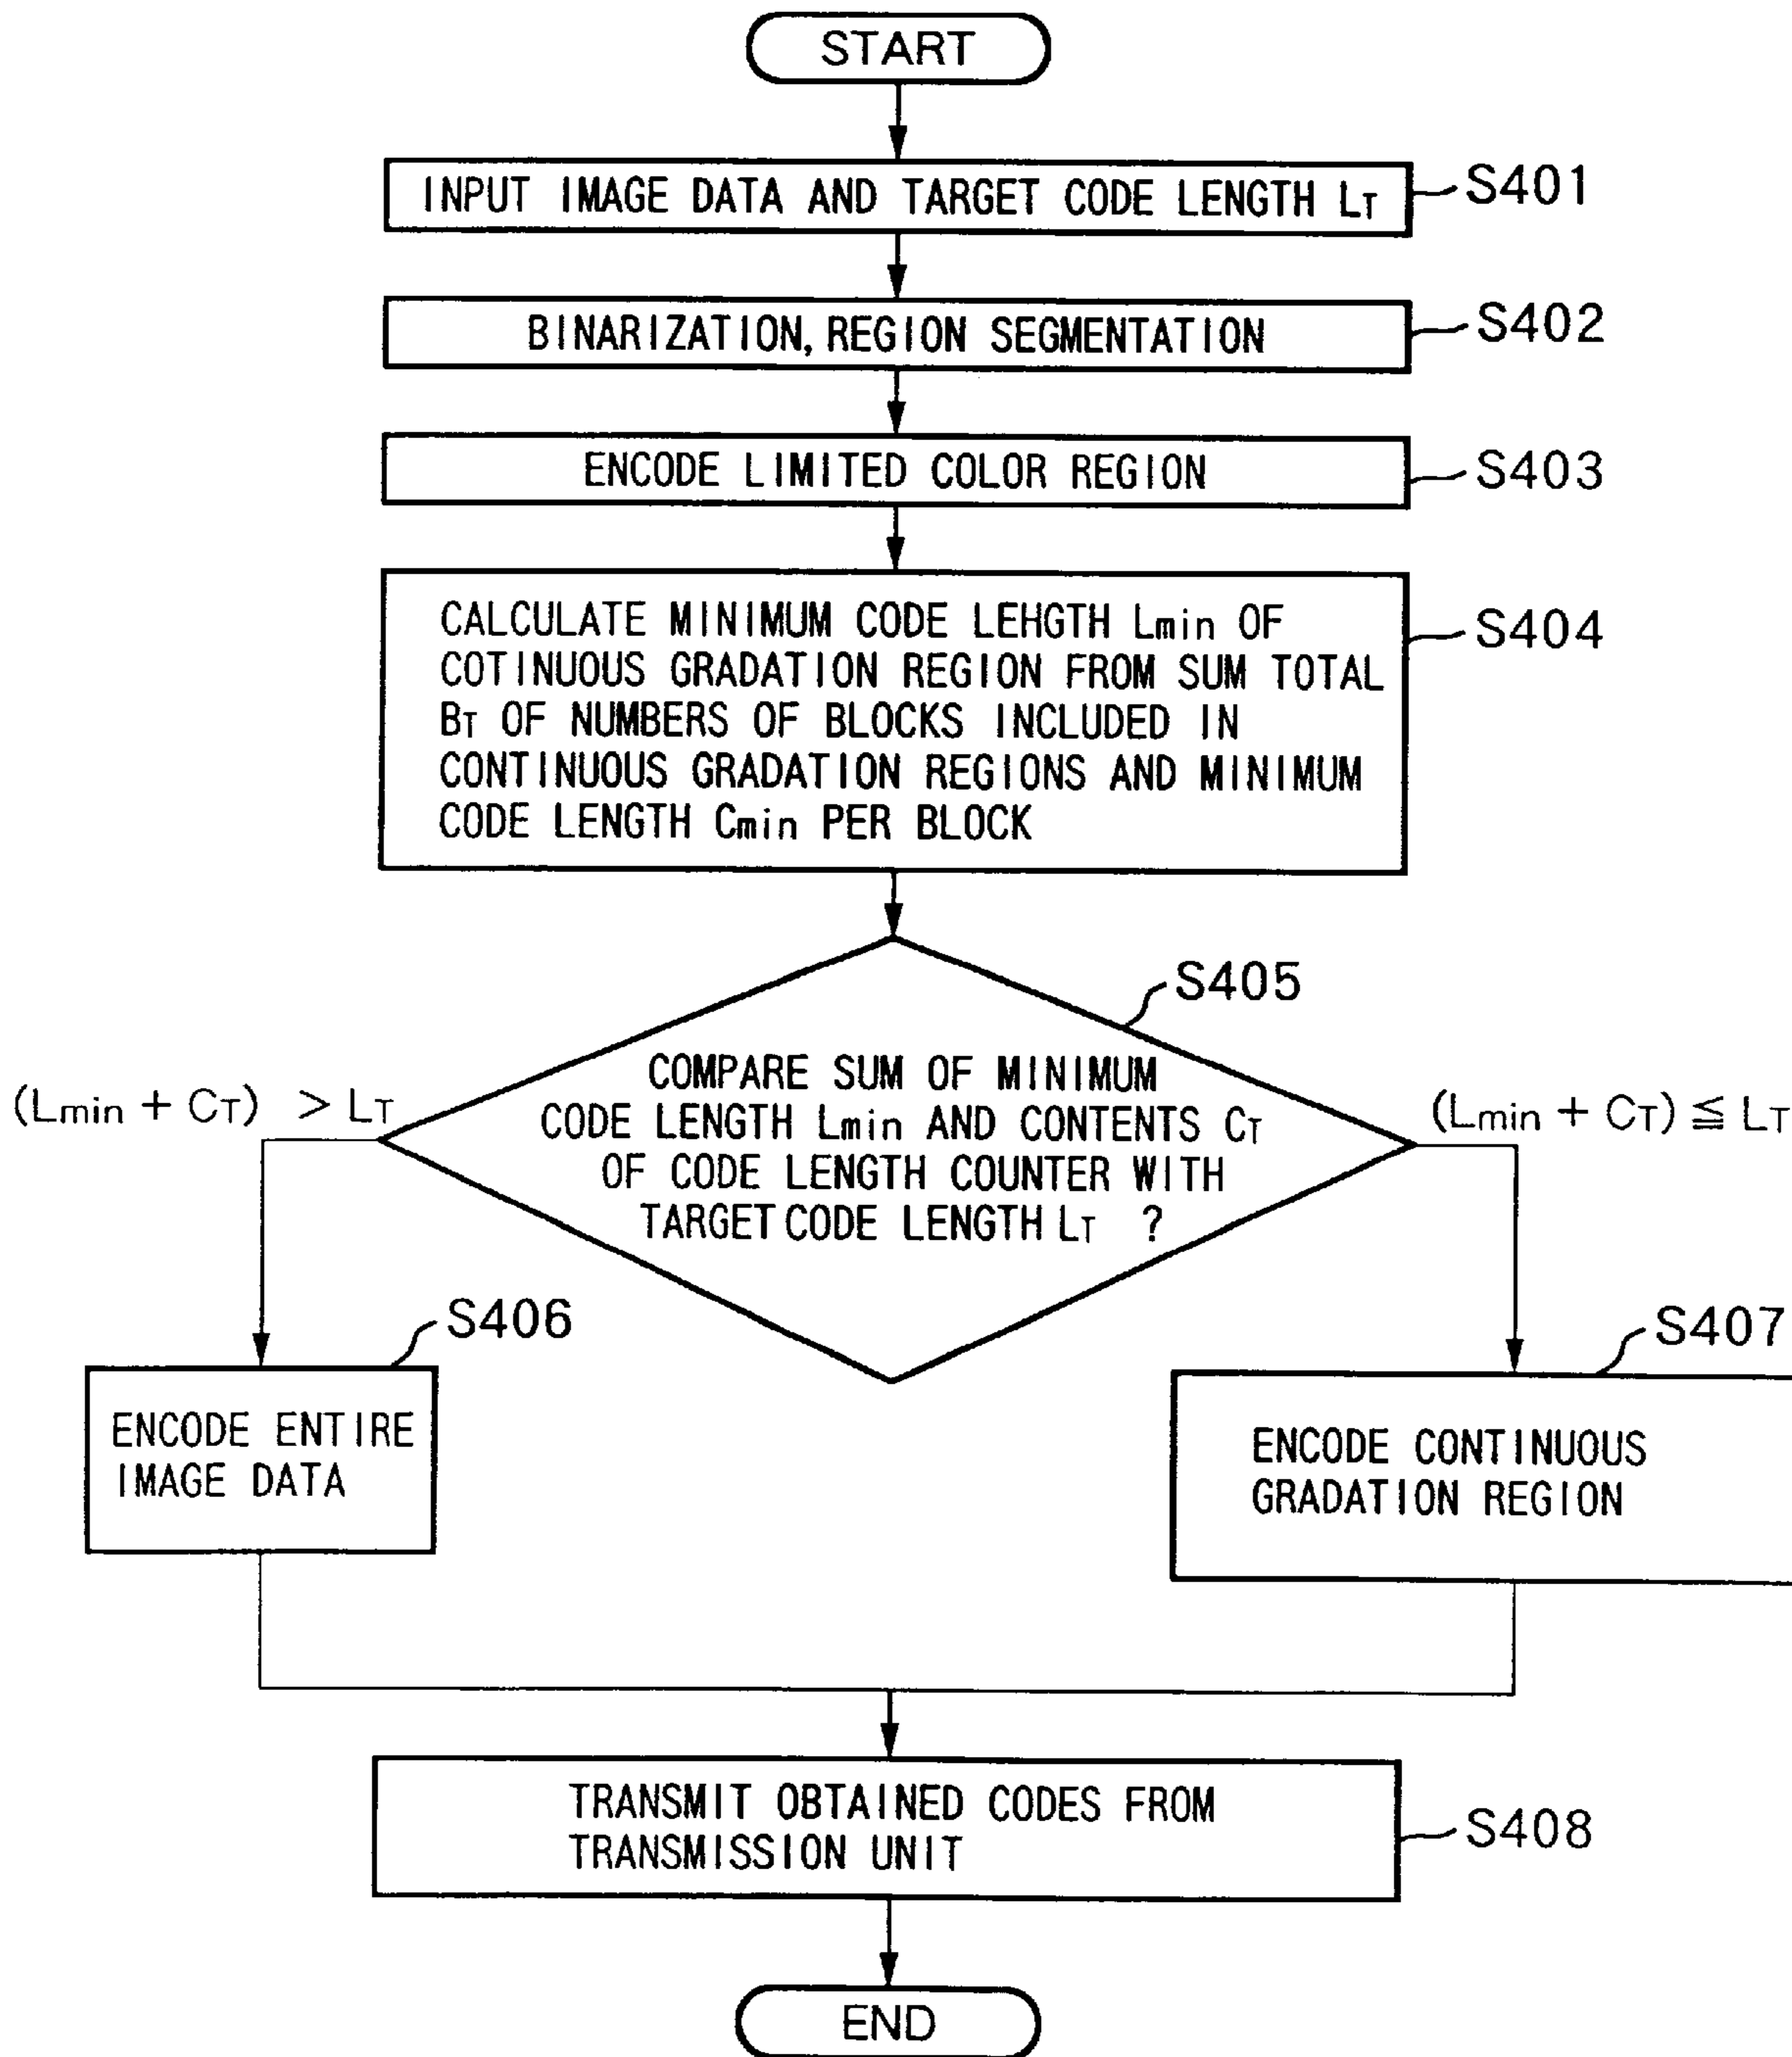 START
INPUT IMAGE DATA AND TARGET CODE LENGTH LT
S401
BINARIZATION, REGION SEGMENTATION
S402
ENCODE LIMITED COLOR REGION
S403
CALCULATE MINIMUM CODE LEHGTH Lmin OF
COTINUOUS GRADATION REGION FROM SUM TOTAL
BT OF NUMBERS OF BLOCKS INCLUDED IN
CONTINUOUS GRADATION REGIONS AND MINIMUM
CODE LENGTH Cmin PER BLOCK
S404
S405
COMPARE SUM OF MINIMUM
CODE LENGTH Lmin AND CONTENTS CT
OF CODE LENGTH COUNTER WITH
TARGET CODE LENGTH LT ?
(Lmin + CT) > LT
(Lmin + CT) ≦ LT
S406
ENCODE ENTIRE
IMAGE DATA
S407
ENCODE CONTINUOUS
GRADATION REGION
TRANSMIT OBTAINED CODES FROM
TRANSMISSION UNIT
S408
END